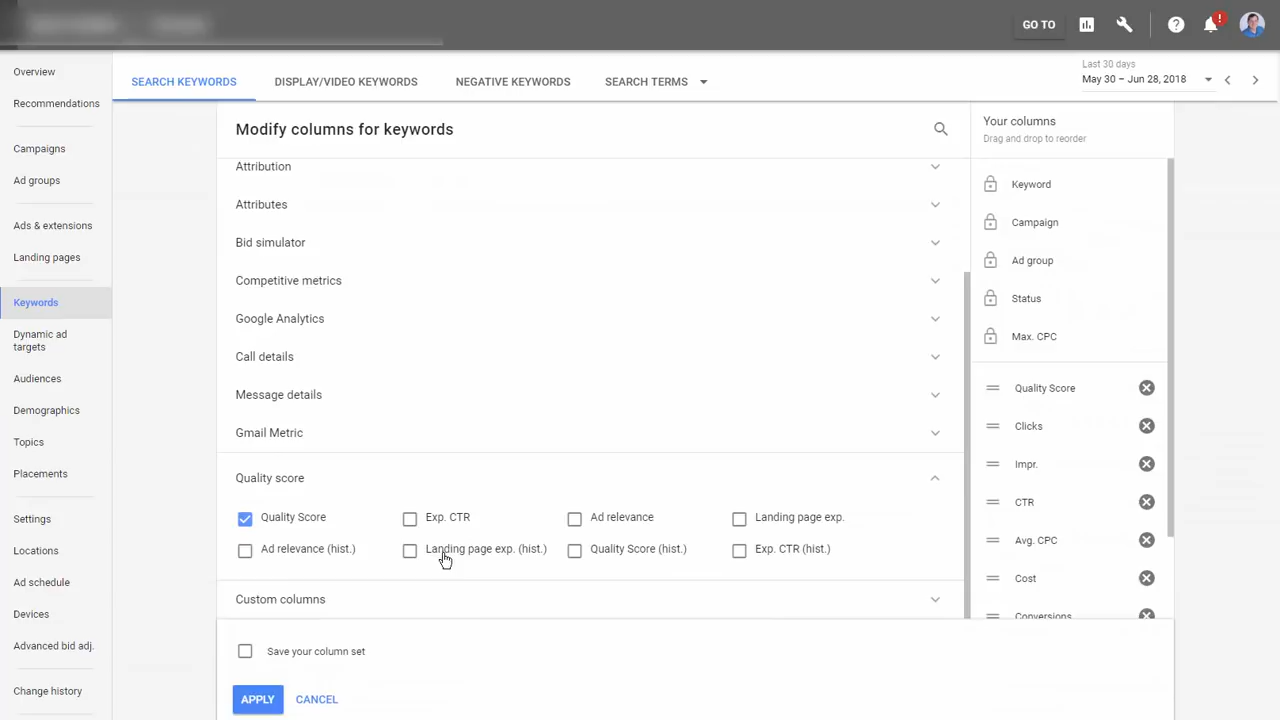 GO TO
!
Overview
Recommendations
Campaigns
Ad groups
Ads & extensions
Landing pages
Keywords
Dynamic ad
targets
Audiences
Demographics
Topics
Placements
Settings
Locations
Ad schedule
Devices
Advanced bid adj.
Change history
SEARCH KEYWORDS
DISPLAY/VIDEO KEYWORDS
NEGATIVE KEYWORDS
SEARCH TERMS
Last 30 days
May 30 – Jun 28, 2018
Modify columns for keywords
Attribution
Attributes
Bid simulator
Competitive metrics
Google Analytics
Call details
Message details
Gmail Metric
Quality score
Quality Score
Exp. CTR
Ad relevance
Landing page exp.
Ad relevance (hist.)
Landing page exp. (hist.)
Quality Score (hist.)
Exp. CTR (hist.)
Custom columns
Save your column set
APPLY
CANCEL
Your columns
Drag and drop to reorder
Keyword
Campaign
Ad group
Status
Max. CPC
Quality Score
Clicks
Impr.
CTR
Avg. CPC
Cost
Conversions